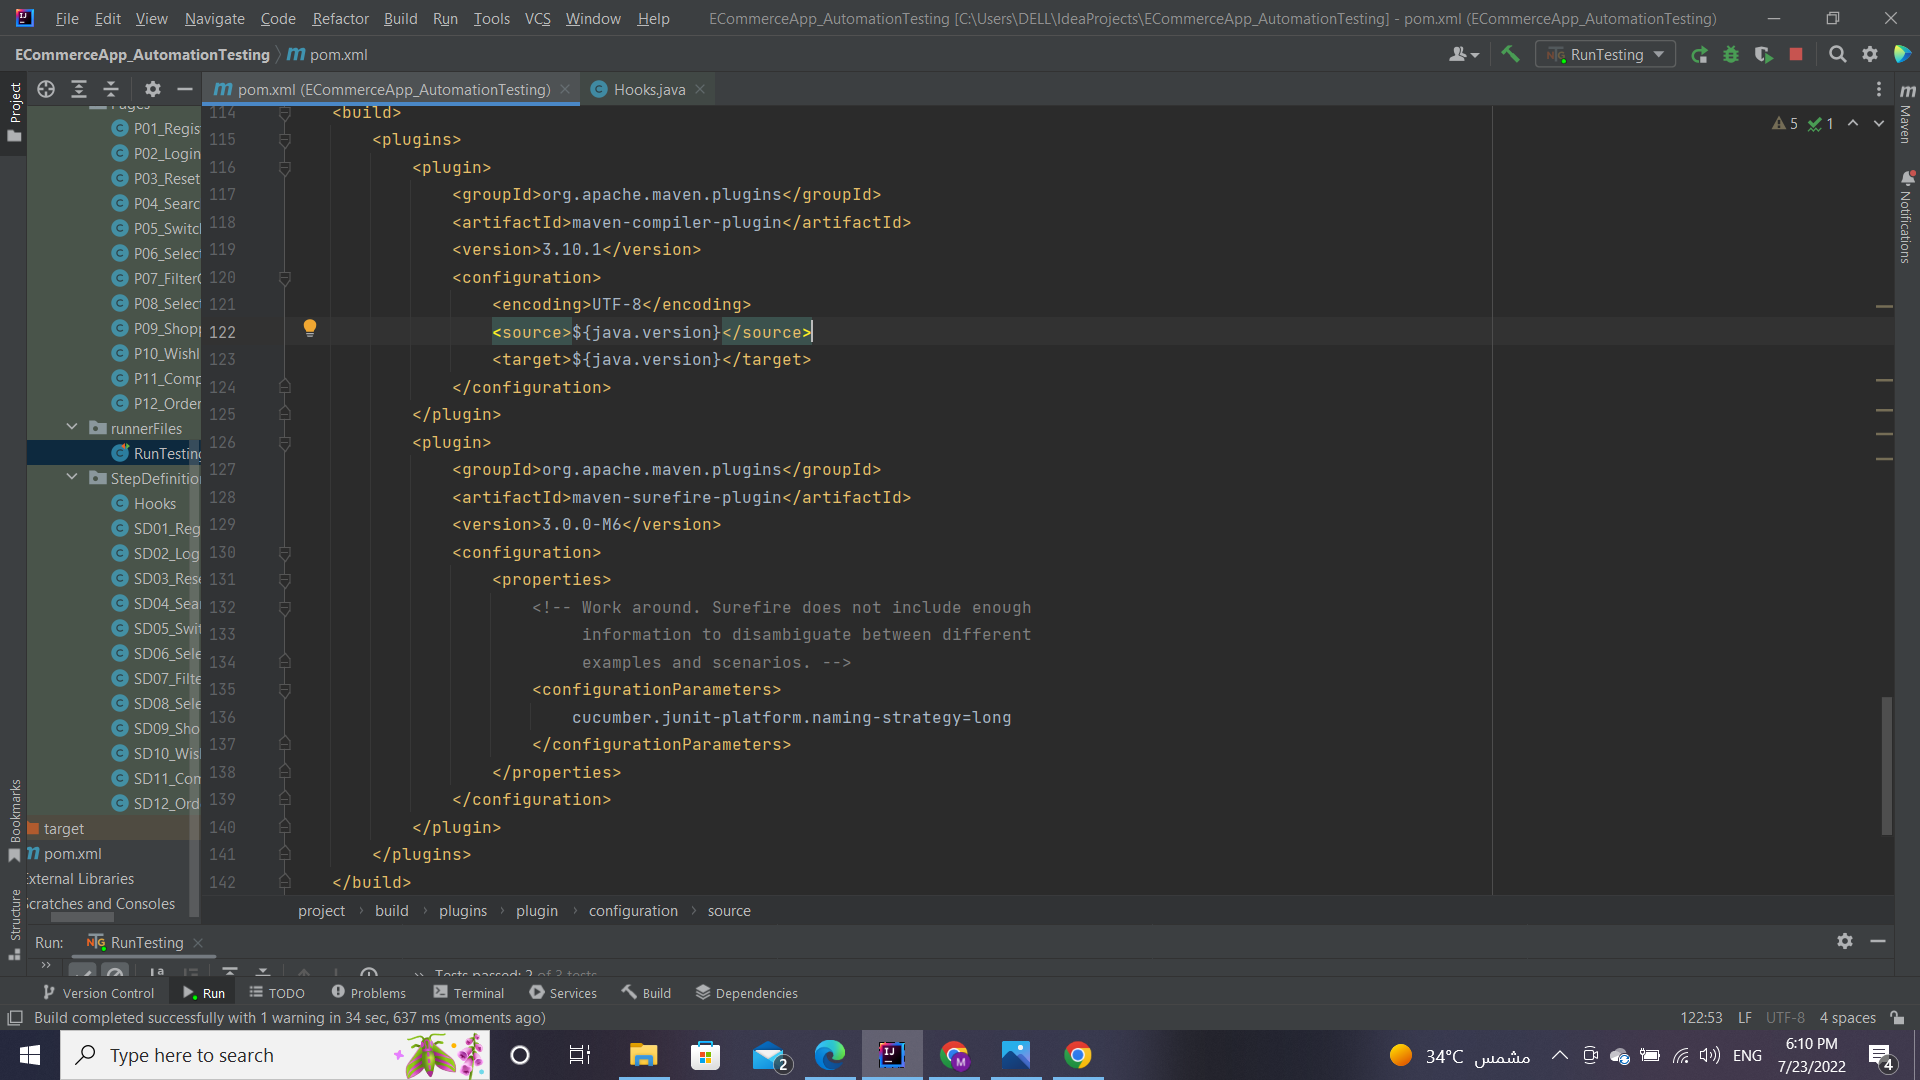 File Edit View Navigate Code Refactor Build Run Tools VCS Window Help ECommerceApp_AutomationTesting [C:\Users\DELL\IdeaProjects\ECommerceApp_AutomationTesting] - pom.xml (ECommerceApp_AutomationTesting)
ECommerceApp_AutomationTesting pom.xml RunTesting
Project
pom.xml (ECommerceApp_AutomationTesting) Hooks.java
Pages
P01_Regis
P02_Login
P03_Reset
P04_Searc
P05_Switc
P06_Selec
P07_Filter
P08_Selec
P09_Shopp
P10_Wishl
P11_Comp
P12_Order
runnerFiles
RunTesting
StepDefinitio
Hooks
SD01_Reg
SD02_Log
SD03_Rese
SD04_Sea
SD05_Swit
SD06_Sele
SD07_Filte
SD08_Sele
SD09_Sho
SD10_Wisl
SD11_Con
SD12_Ord
target
pom.xml
External Libraries
Scratches and Consoles
Bookmarks
Structure
114 <build>
115 <plugins>
116 <plugin>
117 <groupId>org.apache.maven.plugins</groupId>
118 <artifactId>maven-compiler-plugin</artifactId>
119 <version>3.10.1</version>
120 <configuration>
121 <encoding>UTF-8</encoding>
122 <source>${java.version}</source>
123 <target>${java.version}</target>
124 </configuration>
125 </plugin>
126 <plugin>
127 <groupId>org.apache.maven.plugins</groupId>
128 <artifactId>maven-surefire-plugin</artifactId>
129 <version>3.0.0-M6</version>
130 <configuration>
131 <properties>
132 <!-- Work around. Surefire does not include enough
133 information to disambiguate between different
134 examples and scenarios. -->
135 <configurationParameters>
136 cucumber.junit-platform.naming-strategy=long
137 </configurationParameters>
138 </properties>
139 </configuration>
140 </plugin>
141 </plugins>
142 </build>
5 1
Maven
Notifications
project build plugins plugin configuration source
Run: RunTesting
Tests passed: 2 of 3 tests
Version Control Run TODO Problems Terminal Services Build Dependencies
Build completed successfully with 1 warning in 34 sec, 637 ms (moments ago) 122:53 LF UTF-8 4 spaces
Type here to search 2 M 34°C مشمس ENG 6:10 PM
7/23/2022 4